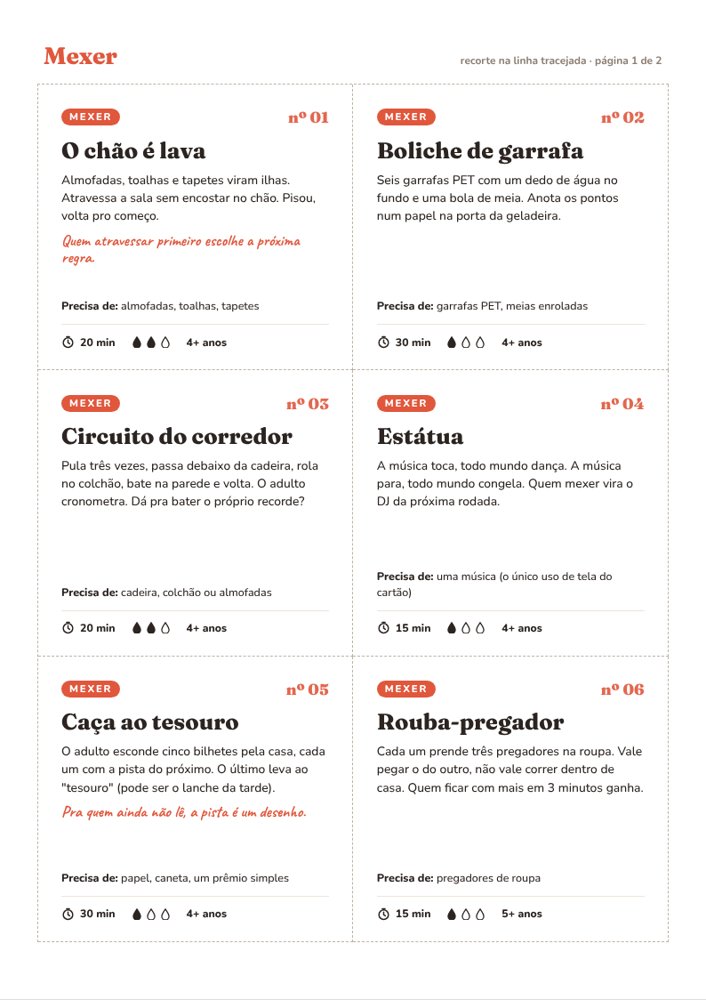 Mexer
recorte na linha tracejada · página 1 de 2
MEXER
nº 01
O chão é lava
Almofadas, toalhas e tapetes viram ilhas.
Atravessa a sala sem encostar no chão. Pisou,
volta pro começo.
Quem atravessar primeiro escolhe a próxima
regra.
Precisa de: almofadas, toalhas, tapetes
20 min
4+ anos
MEXER
nº 02
Boliche de garrafa
Seis garrafas PET com um dedo de água no
fundo e uma bola de meia. Anota os pontos
num papel na porta da geladeira.
Precisa de: garrafas PET, meias enroladas
30 min
4+ anos
MEXER
nº 03
Circuito do corredor
Pula três vezes, passa debaixo da cadeira, rola
no colchão, bate na parede e volta. O adulto
cronometra. Dá pra bater o próprio recorde?
Precisa de: cadeira, colchão ou almofadas
20 min
4+ anos
MEXER
nº 04
Estátua
A música toca, todo mundo dança. A música
para, todo mundo congela. Quem mexer vira o
DJ da próxima rodada.
Precisa de: uma música (o único uso de tela do
cartão)
15 min
4+ anos
MEXER
nº 05
Caça ao tesouro
O adulto esconde cinco bilhetes pela casa, cada
um com a pista do próximo. O último leva ao
"tesouro" (pode ser o lanche da tarde).
Pra quem ainda não lê, a pista é um desenho.
Precisa de: papel, caneta, um prêmio simples
30 min
4+ anos
MEXER
nº 06
Rouba-pregador
Cada um prende três pregadores na roupa. Vale
pegar o do outro, não vale correr dentro de
casa. Quem ficar com mais em 3 minutos ganha.
Precisa de: pregadores de roupa
15 min
5+ anos